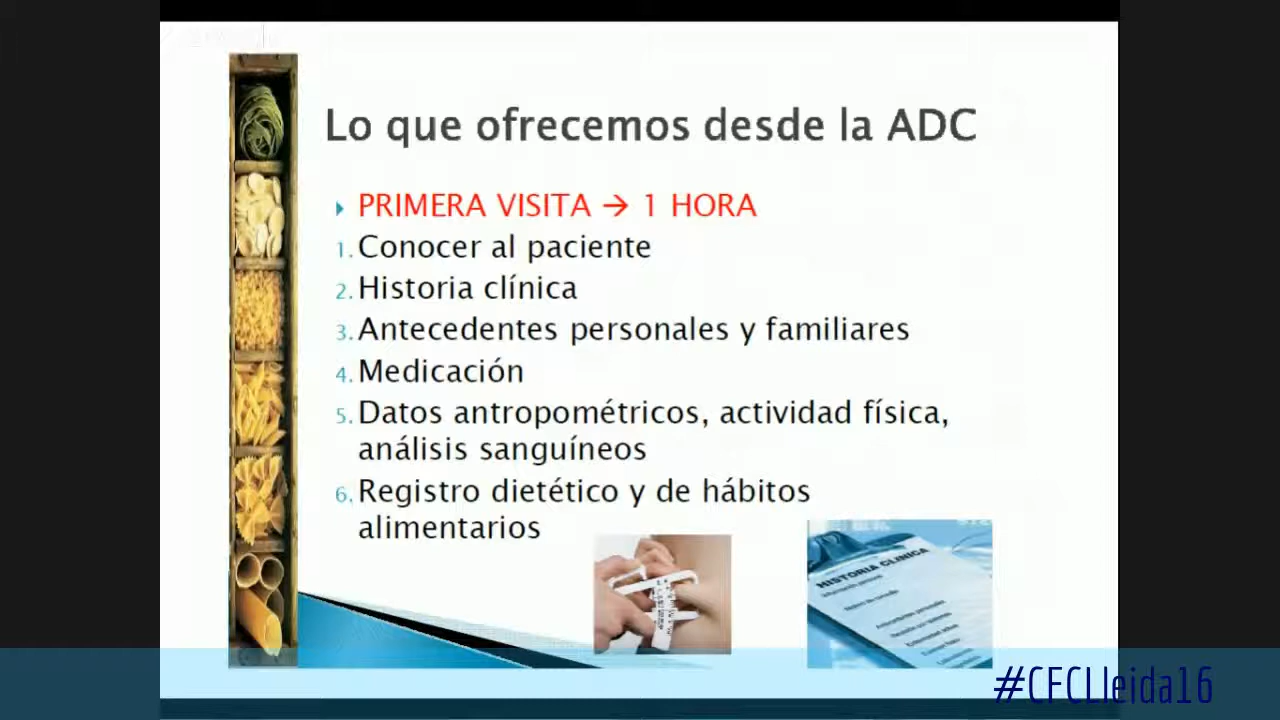 Lo que ofrecemos desde la ADC
PRIMERA VISITA → 1 HORA
1. Conocer al paciente
2. Historia clínica
3. Antecedentes personales y familiares
4. Medicación
5. Datos antropométricos, actividad física,
análisis sanguíneos
6. Registro dietético y de hábitos
alimentarios
HISTORIA CLINICA
#CFCLleida16